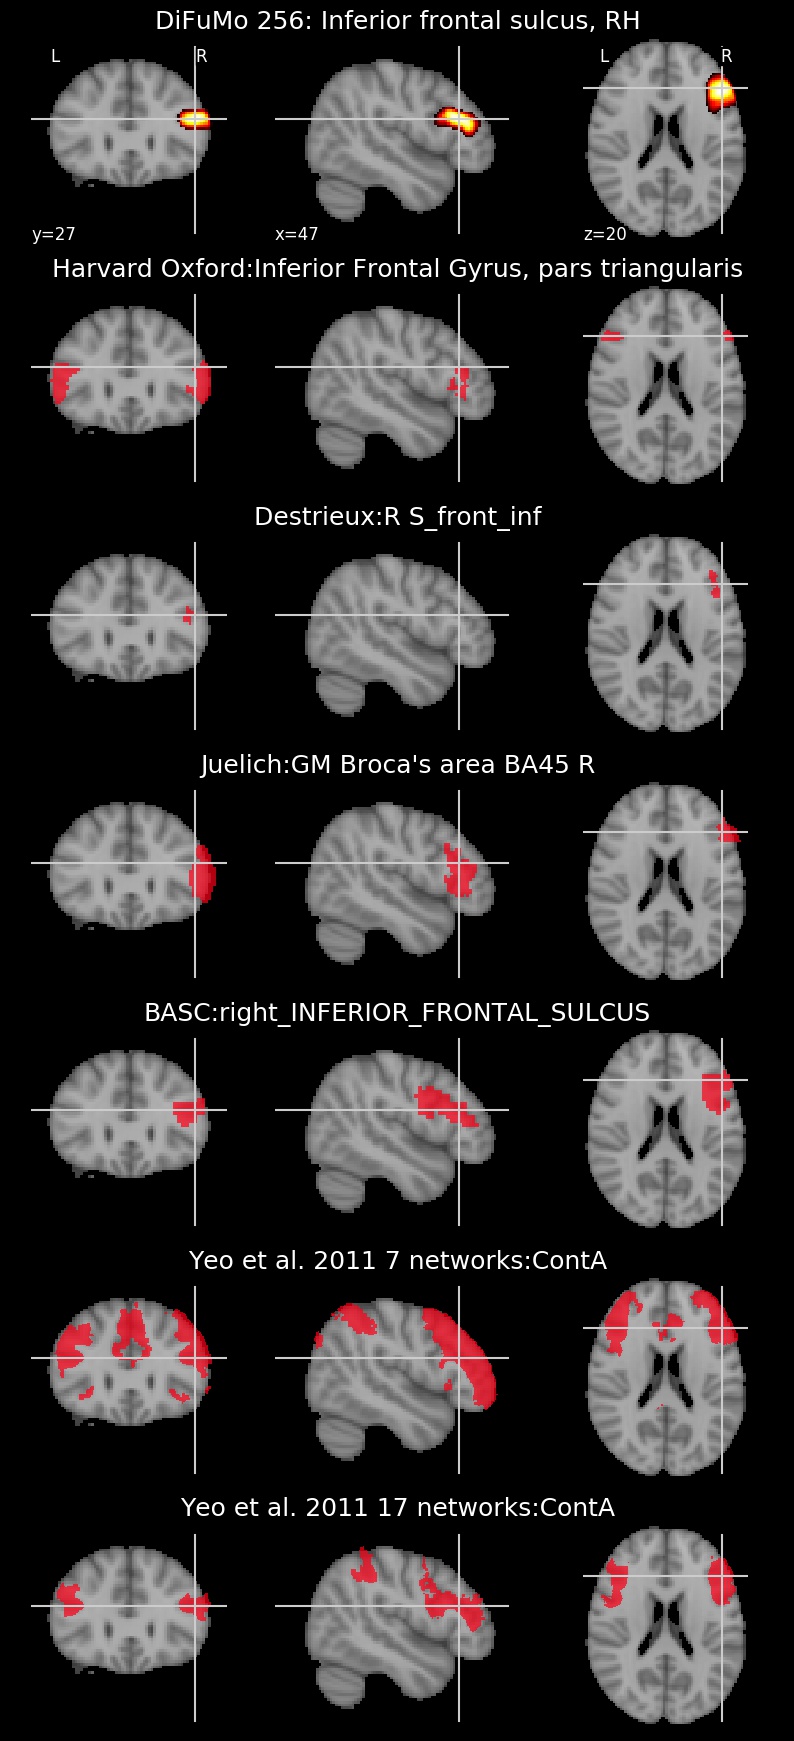 DiFuMo 256: Inferior frontal sulcus, RH
L R L R
y=27 x=47 z=20
Harvard Oxford:Inferior Frontal Gyrus, pars triangularis
Destrieux:R S_front_inf
Juelich:GM Broca's area BA45 R
BASC:right_INFERIOR_FRONTAL_SULCUS
Yeo et al. 2011 7 networks:ContA
Yeo et al. 2011 17 networks:ContA